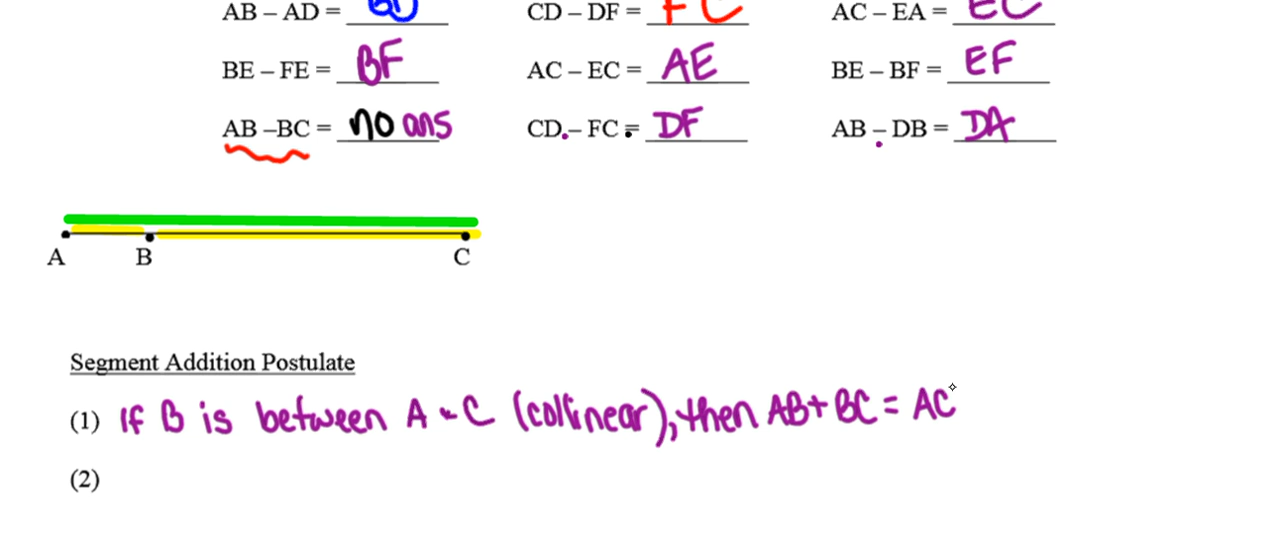 AB – AD = BD CD – DF = FC AC – EA = EC
BE – FE = BF AC – EC = AE BE – BF = EF
AB –BC = no ans CD – FC = DF AB – DB = DA
A B C
Segment Addition Postulate
(1) If B is between A & C (collinear), then AB + BC = AC
(2)